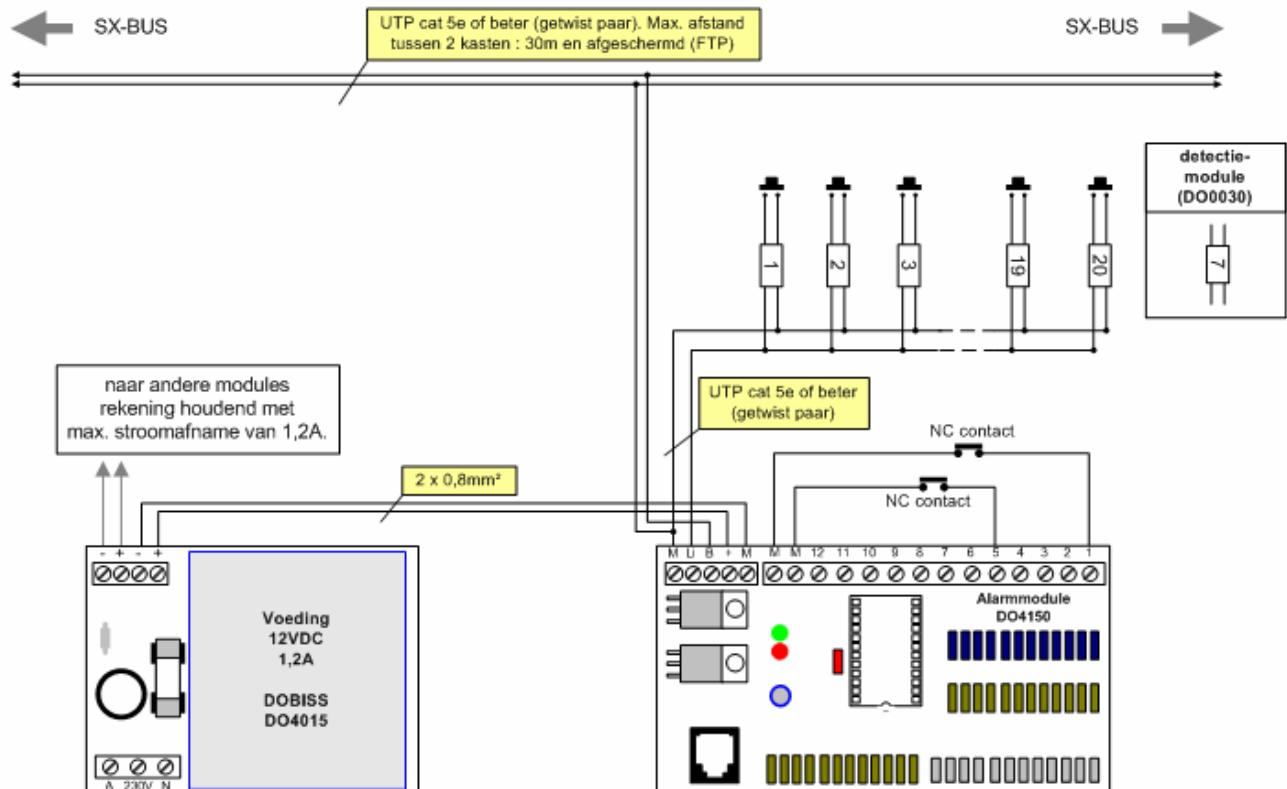 SX-BUS
UTP cat 5e of beter (getwist paar). Max. afstand
tussen 2 kasten : 30m en afgeschermd (FTP)
SX-BUS
detectie-
module
(DO0030)
7
1 2 3 19 20
naar andere modules
rekening houdend met
max. stroomafname van 1,2A.
UTP cat 5e of beter
(getwist paar)
NC contact
2 x 0,8mm²
NC contact
- + - +
M LI B + M M M 12 11 10 9 8 7 6 5 4 3 2 1
Alarmmodule
DO4150
Voeding
12VDC
1,2A
DOBISS
DO4015
A 230V N